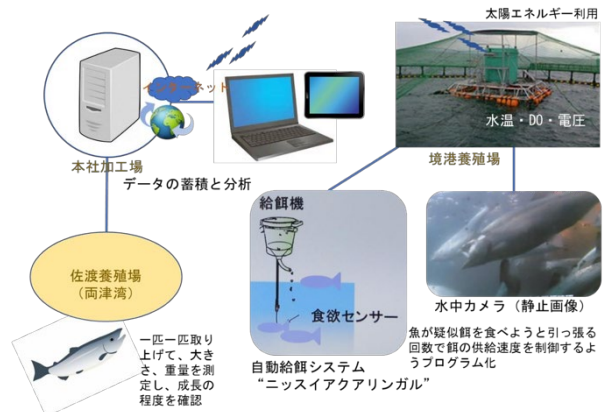 太陽エネルギー利用
インターネット
水温・DO・電圧
本社加工場
境港養殖場
データの蓄積と分析
給餌機
食欲センサー
佐渡養殖場
（両津湾）
水中カメラ（静止画像）
一匹一匹取り
上げて、大き
さ、重量を測
定し、成長の
程度を確認
自動給餌システム
“ニッスイアクアリンガル”
魚が疑似餌を食べようと引っ張る
回数で餌の供給速度を制御するよ
うプログラム化